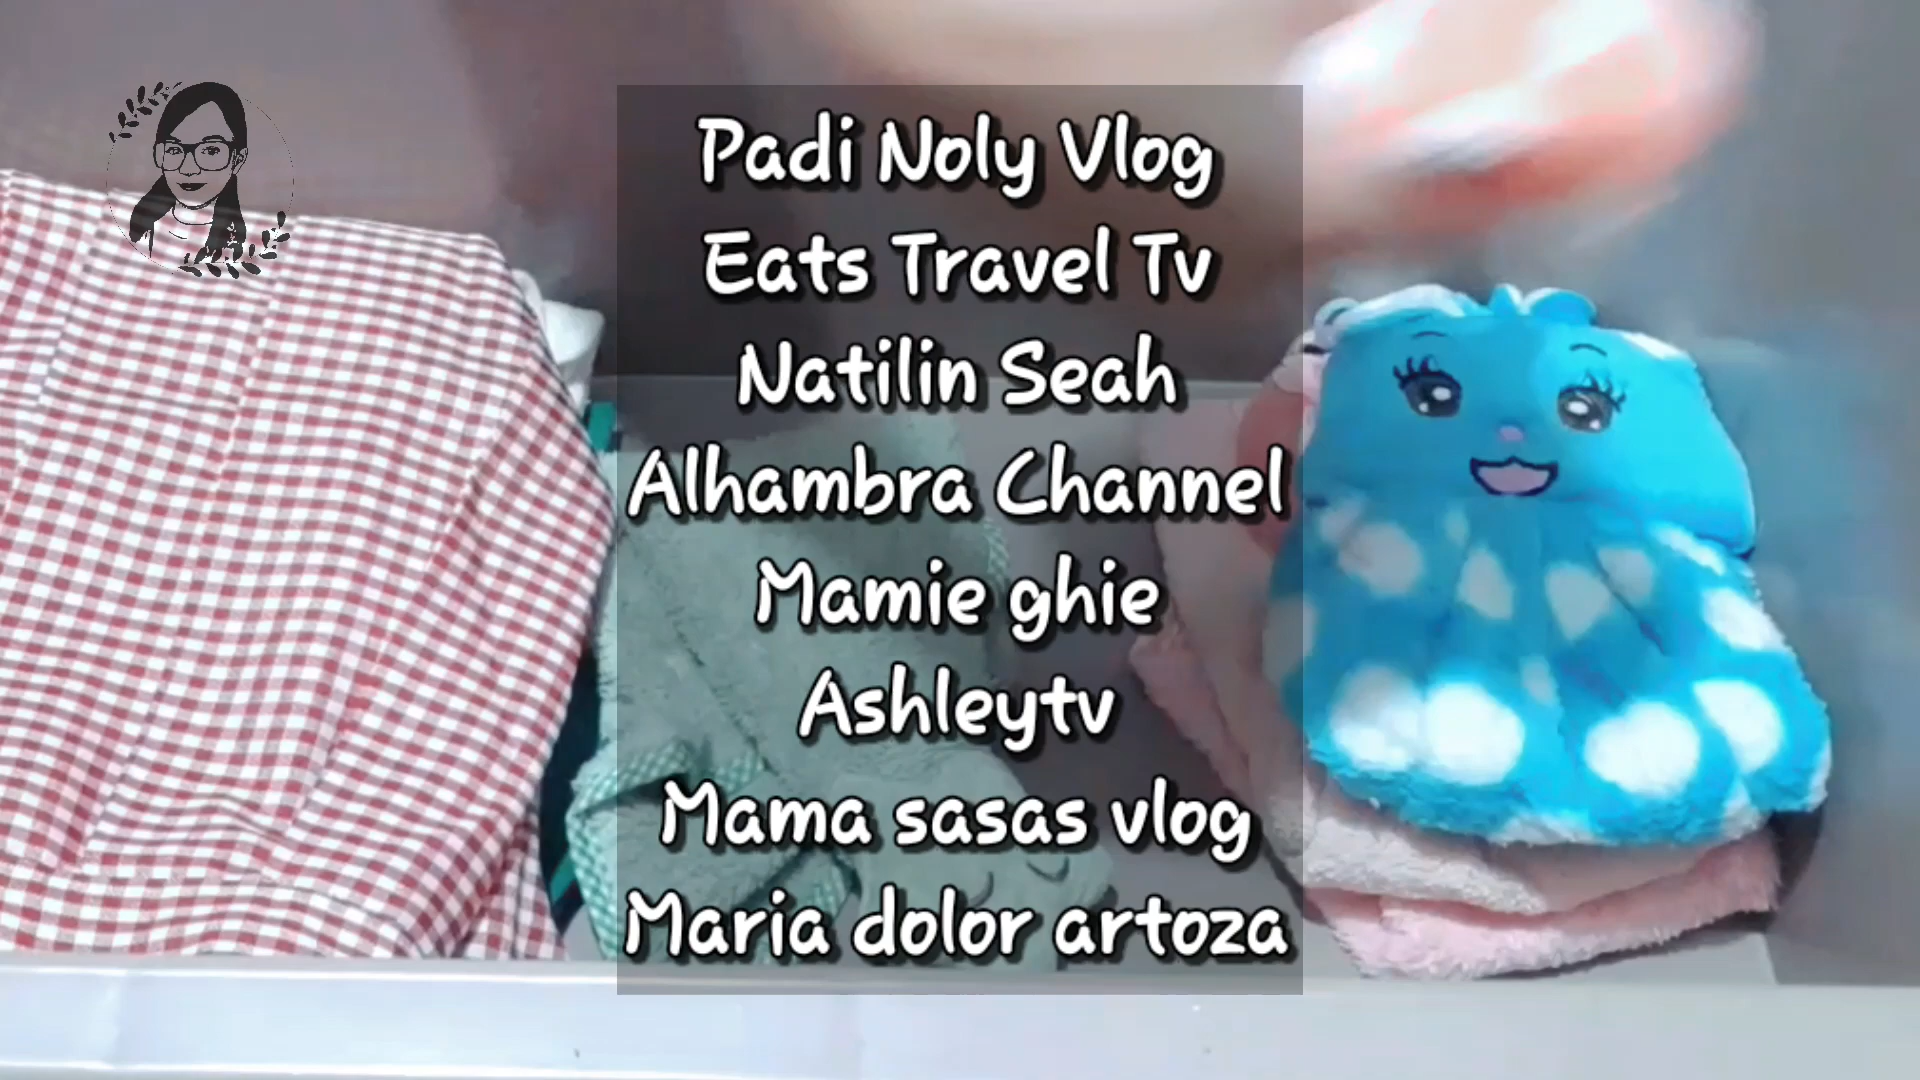 Padi Noly Vlog
Eats Travel Tv
Natilin Seah
Alhambra Channel
Mamie ghie
Ashleytv
Mama sasas vlog
Maria dolor artoza